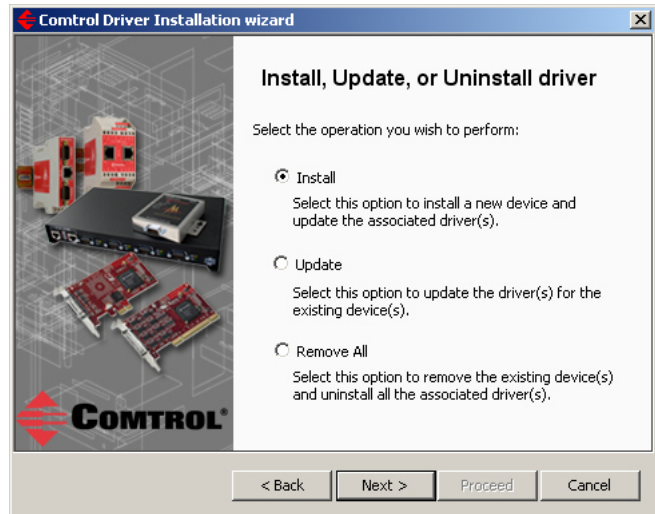 Comtrol Driver Installation wizard
Install, Update, or Uninstall driver
Select the operation you wish to perform:
Install
Select this option to install a new device and
update the associated driver(s).
Update
Select this option to update the driver(s) for the
existing device(s).
Remove All
Select this option to remove the existing device(s)
and uninstall all the associated driver(s).
COMTROL®
< Back
Next >
Proceed
Cancel